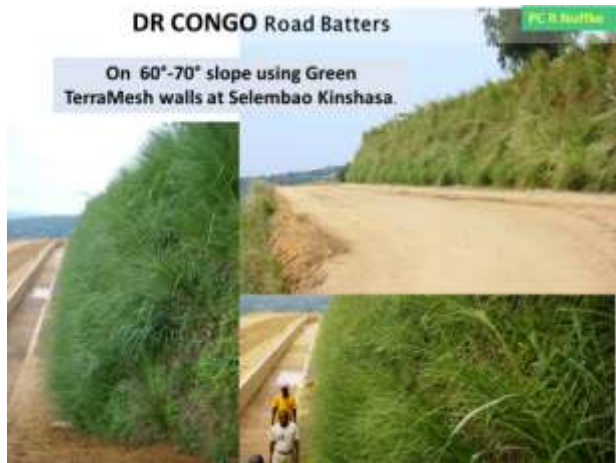 DR CONGO Road Batters
PC R.Noffke
On 60°-70° slope using Green
TerraMesh walls at Selembao Kinshasa.